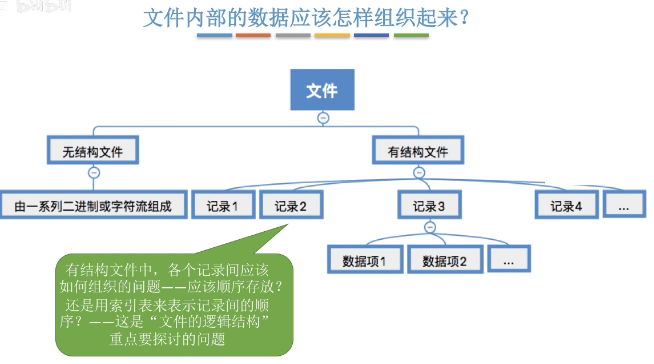 bilibili
文件内部的数据应该怎样组织起来？
文件
无结构文件
有结构文件
由一系列二进制或字符流组成
记录1
记录2
记录3
记录4
...
数据项1
数据项2
...
有结构文件中，各个记录间应该
如何组织的问题——应该顺序存放？
还是用索引表来表示记录间的顺
序？——这是“文件的逻辑结构”
重点要探讨的问题